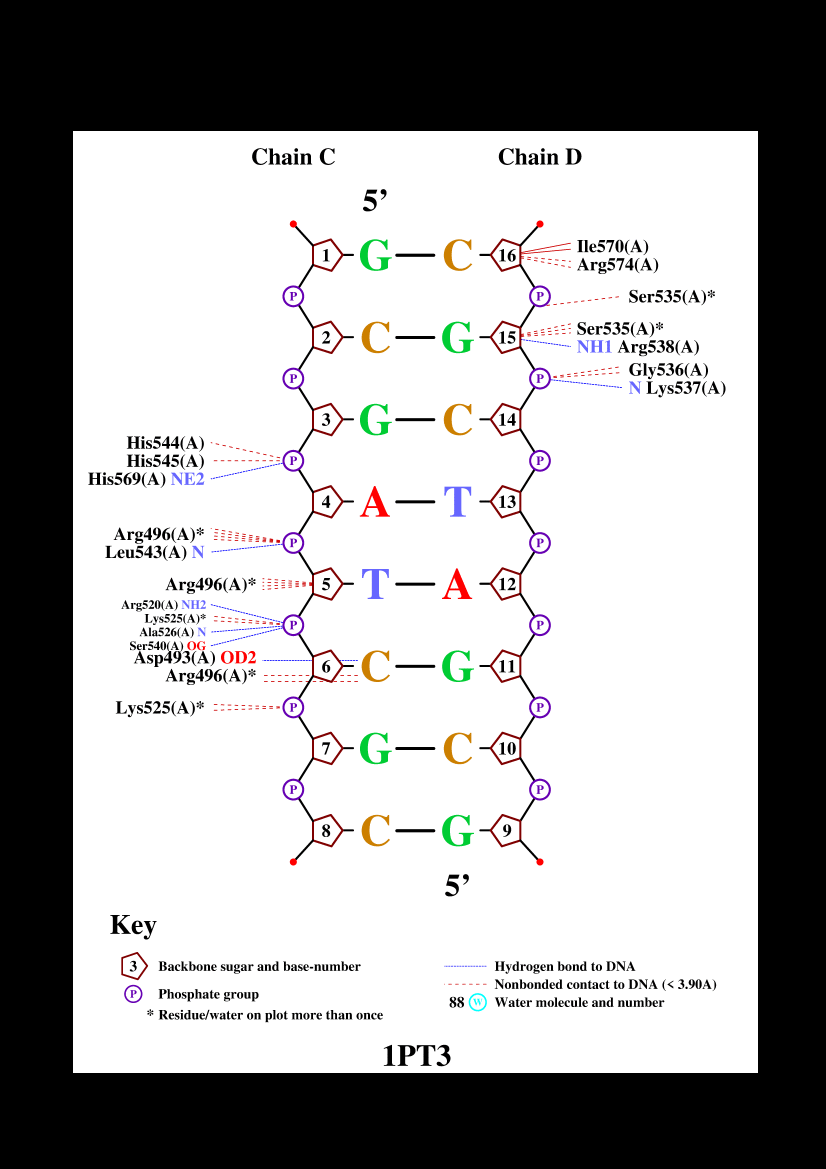 Chain C Chain D
5’
1 G C 16
Ile570(A)
Arg574(A)
P P
Ser535(A)*
2 C G 15
Ser535(A)*
NH1 Arg538(A)
P P
Gly536(A)
N Lys537(A)
3 G C 14
His544(A)
His545(A)
His569(A) NE2
P P
4 A T 13
Arg496(A)*
Leu543(A) N
P P
Arg496(A)*
5 T A 12
Arg520(A) NH2
Lys525(A)*
Ala526(A) N
Ser540(A) OG
P P
Asp493(A) OD2
Arg496(A)*
6 C G 11
Lys525(A)*
P P
7 G C 10
P P
8 C G 9
5’
Key
3 Backbone sugar and base-number
P Phosphate group
* Residue/water on plot more than once
Hydrogen bond to DNA
Nonbonded contact to DNA (< 3.90A)
88 W Water molecule and number
1PT3